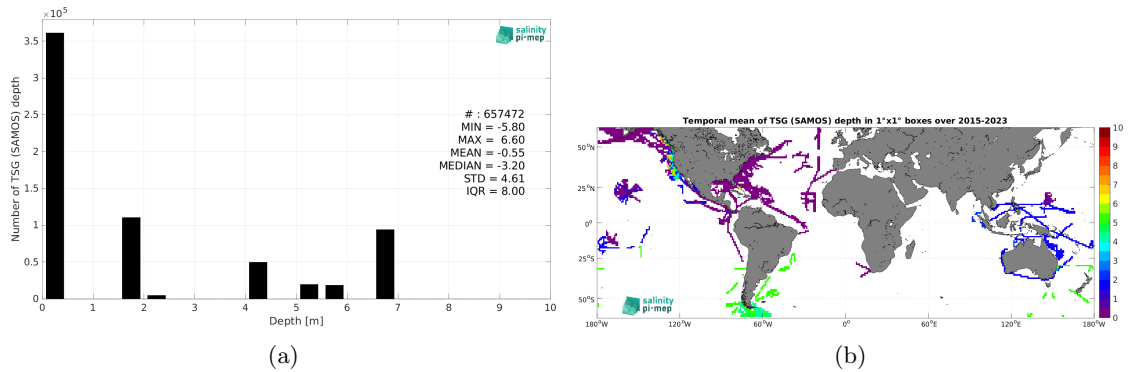 ×10⁵
3.5
3
2.5
2
1.5
1
0.5
0
0 1 2 3 4 5 6 7 8 9 10
Number of TSG (SAMOS) depth
Depth [m]
salinity
pi-mep
# : 657472
MIN = -5.80
MAX = 6.60
MEAN = -0.55
MEDIAN = -3.20
STD = 4.61
IQR = 8.00
(a)
Temporal mean of TSG (SAMOS) depth in 1°x1° boxes over 2015-2023
50°N
25°N
0°
25°S
50°S
180°W 120°W 60°W 0° 60°E 120°E 180°W
salinity
pi-mep
10
9
8
7
6
5
4
3
2
1
0
(b)